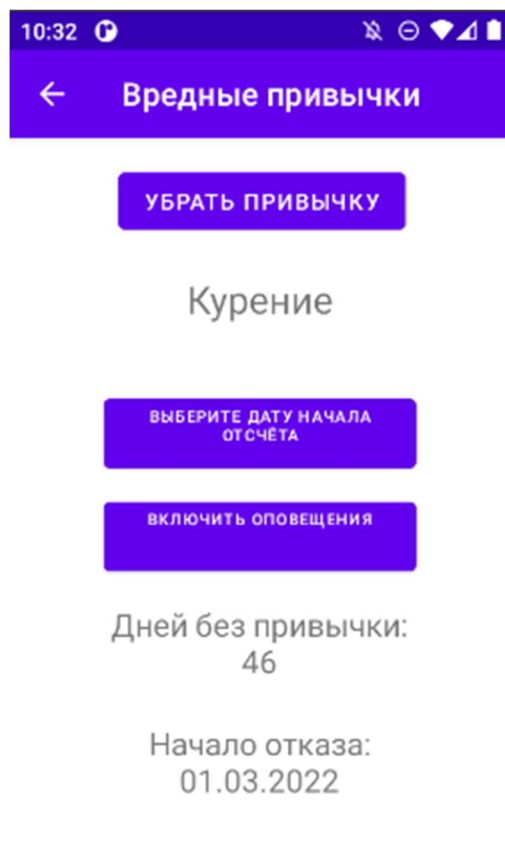 10:32
Вредные привычки
УБРАТЬ ПРИВЫЧКУ
Курение
ВЫБЕРИТЕ ДАТУ НАЧАЛА
ОТСЧЁТА
ВКЛЮЧИТЬ ОПОВЕЩЕНИЯ
Дней без привычки:
46
Начало отказа:
01.03.2022